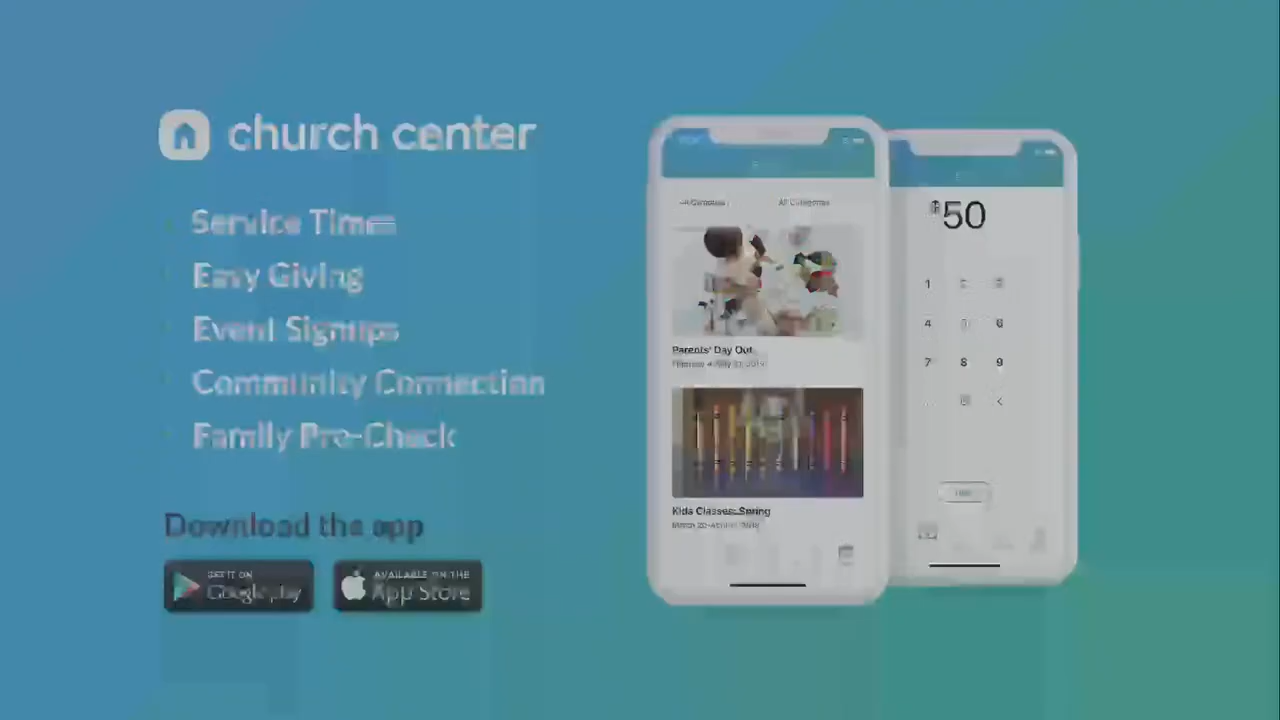 church center
Service Times
Easy Giving
Event Signups
Community Connection
Family Pre-Check
Download the app
GET IT ON
Google play
AVAILABLE ON THE
App Store
All Categories
Parents' Day Out
Kids Classes: Spring
$50
1
4 6
7 8 9
<